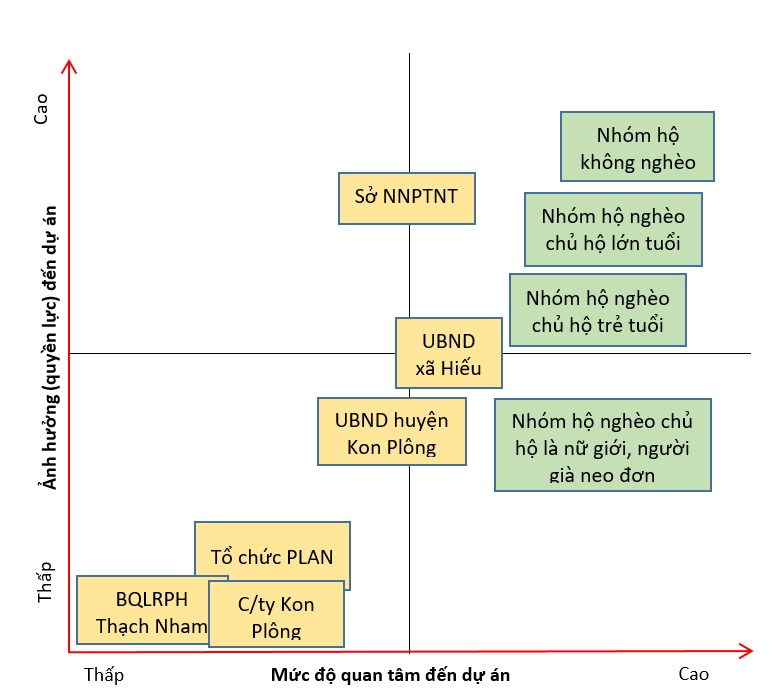 Cao
Nhóm hộ
không nghèo
Sở NNPTNT
Nhóm hộ nghèo
chủ hộ lớn tuổi
Nhóm hộ nghèo
chủ hộ trẻ tuổi
Ảnh hưởng (quyền lực) đến dự án
UBND
xã Hiếu
UBND huyện
Kon Plông
Nhóm hộ nghèo chủ
hộ là nữ giới, người
già neo đơn
Tổ chức PLAN
Thấp
BQLRPH
Thạch Nham
C/ty Kon
Plông
Thấp
Mức độ quan tâm đến dự án
Cao